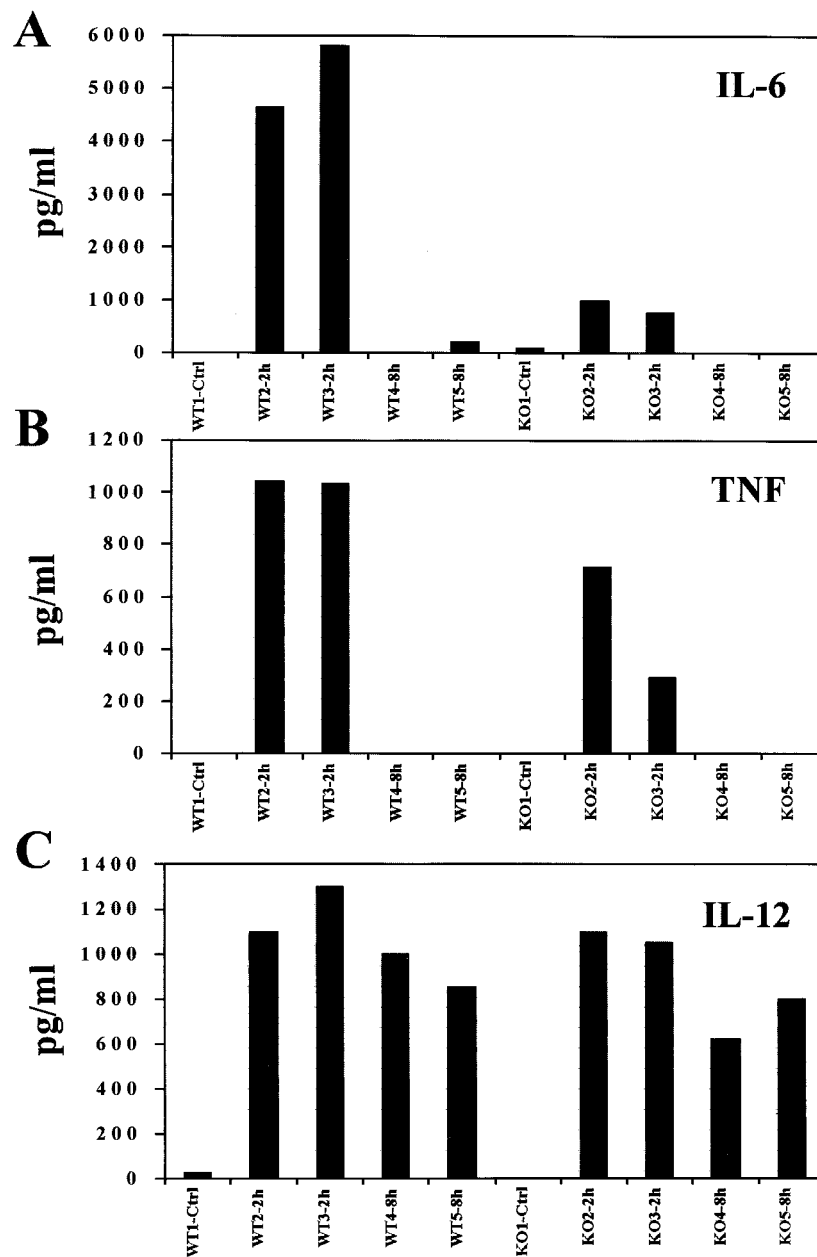 A
6000
5000
4000
3000
2000
1000
0
pg/ml
IL-6
WT1-Ctrl
WT2-2h
WT3-2h
WT4-8h
WT5-8h
KO1-Ctrl
KO2-2h
KO3-2h
KO4-8h
KO5-8h
B
1200
1000
800
600
400
200
0
pg/ml
TNF
WT1-Ctrl
WT2-2h
WT3-2h
WT4-8h
WT5-8h
KO1-Ctrl
KO2-2h
KO3-2h
KO4-8h
KO5-8h
C
1400
1200
1000
800
600
400
200
0
pg/ml
IL-12
WT1-Ctrl
WT2-2h
WT3-2h
WT4-8h
WT5-8h
KO1-Ctrl
KO2-2h
KO3-2h
KO4-8h
KO5-8h